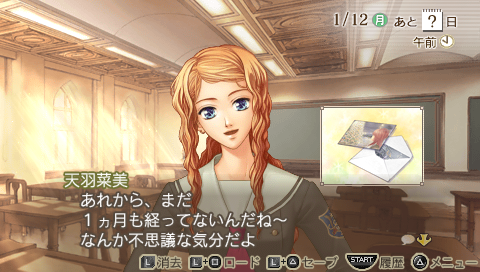 1/12 月 あと ? 日
午前
天羽菜美
あれから、まだ
１ヵ月も経ってないんだね～
なんか不思議な気分だよ
L 消去 L+□ ロード L+△ セーブ START 履歴 △ メニュー